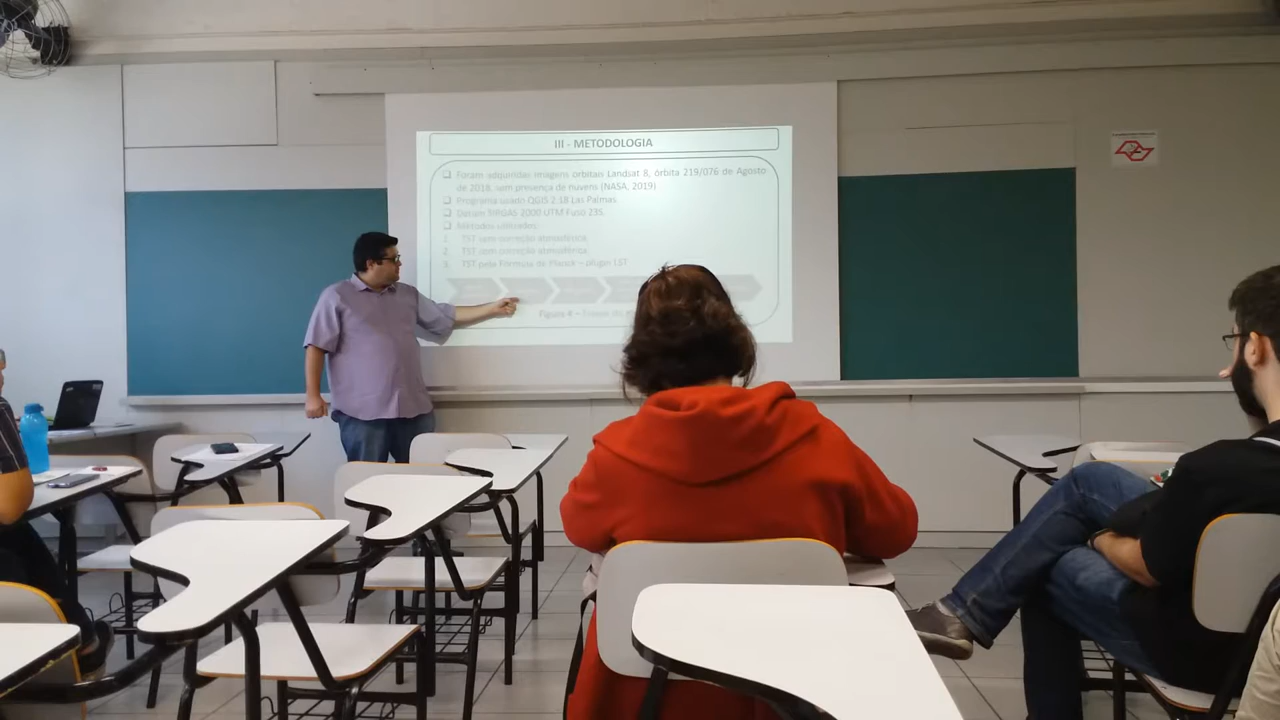 III - METODOLOGIA
❑ Foram adquiridas imagens orbitais Landsat 8, órbita 219/076 de Agosto
de 2018, sem presença de nuvens (NASA, 2019)
❑ Programa usado QGIS 2.18 Las Palmas
❑ Datum SIRGAS 2000 UTM Fuso 23S
❑ Métodos utilizados:
1. TST sem correção atmosférica
2. TST com correção atmosférica
3. TST pela Fórmula de Planck – plugin LST
Figura 4 –